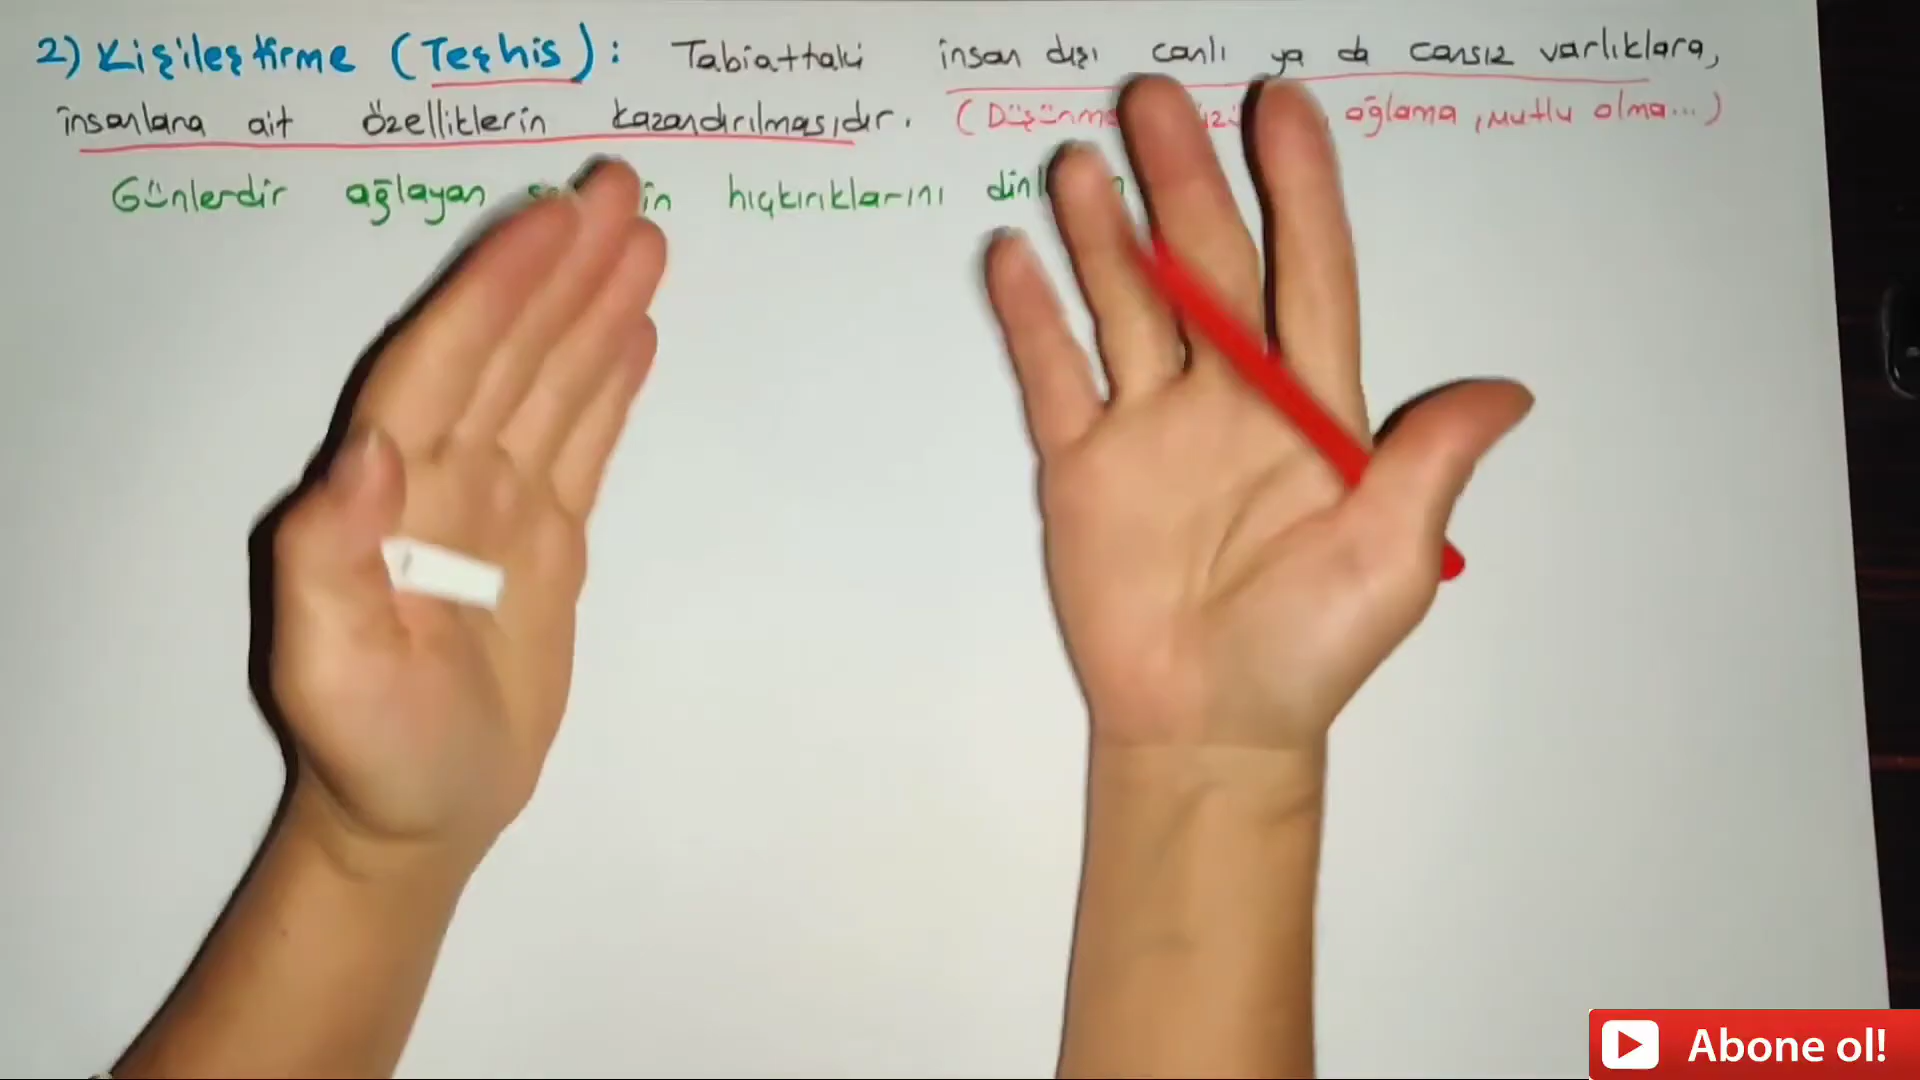 2) Kişileştirme (Teşhis): Tabiattaki insan dışı canlı ya da cansız varlıklara,
insanlara ait özelliklerin kazandırılmasıdır. ( ağlama, mutlu olma...)
Günlerdir ağlayan hıçkırıklarını
Abone ol!